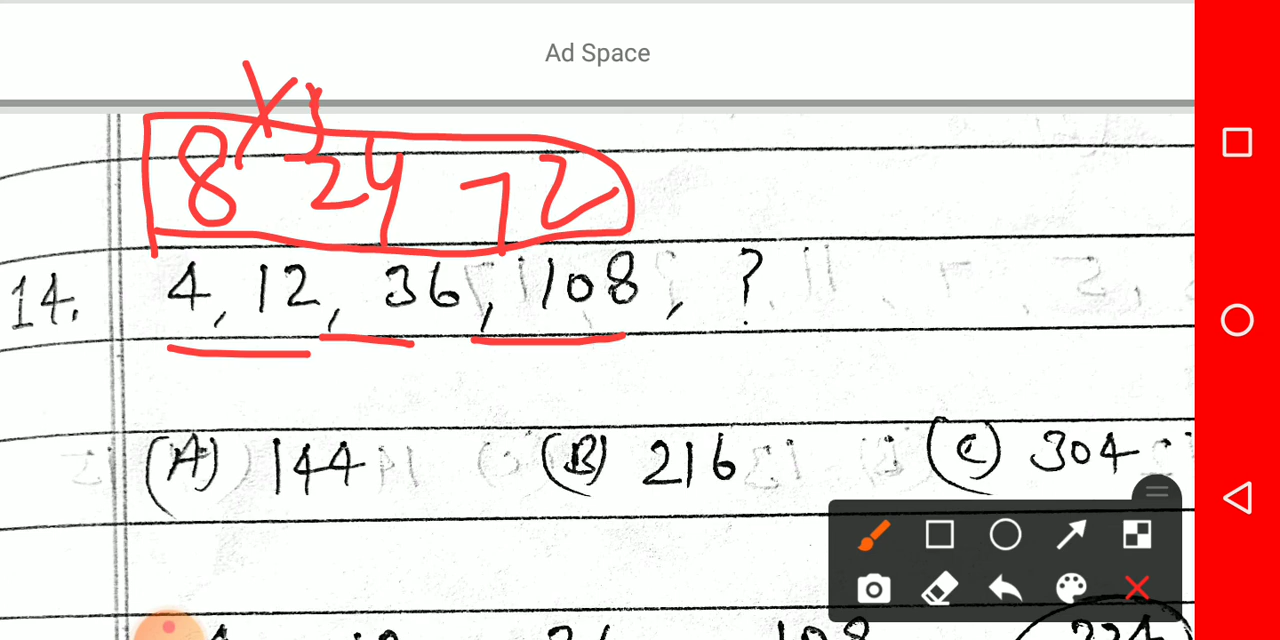 Ad Space
8 24 72
14. 4, 12, 36, 108, ?
(A) 144 (B) 216 (C) 304